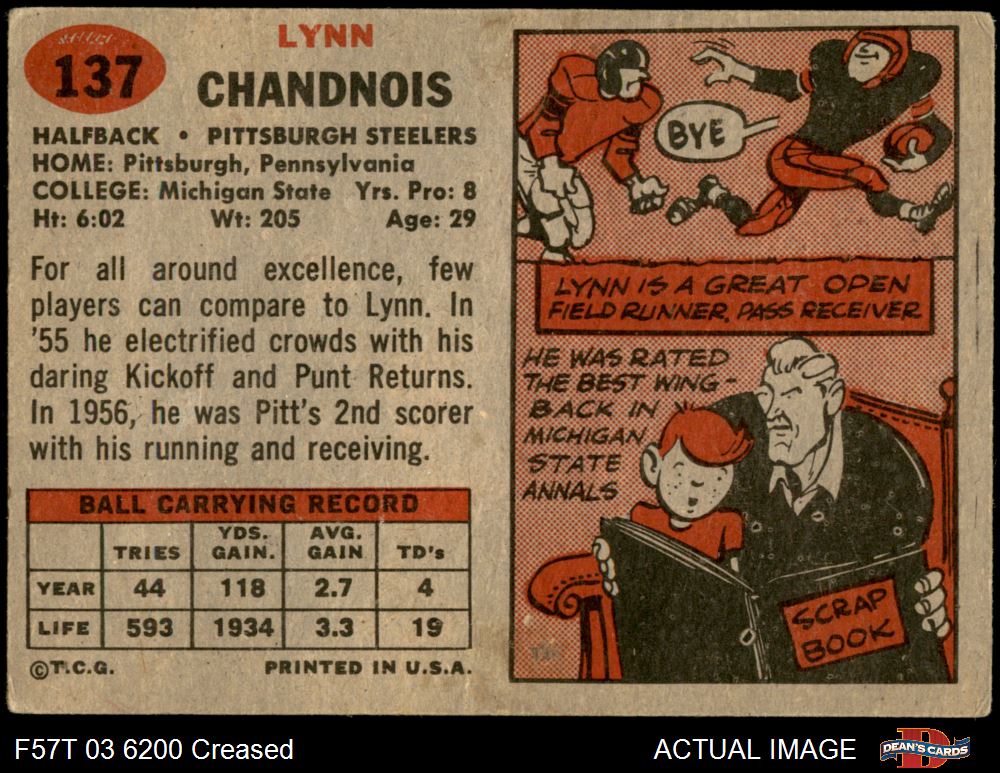 137
LYNN
CHANDNOIS
HALFBACK • PITTSBURGH STEELERS
HOME: Pittsburgh, Pennsylvania
COLLEGE: Michigan State Yrs. Pro: 8
Ht: 6:02 Wt: 205 Age: 29
For all around excellence, few
players can compare to Lynn. In
'55 he electrified crowds with his
daring Kickoff and Punt Returns.
In 1956, he was Pitt's 2nd scorer
with his running and receiving.
BALL CARRYING RECORD
TRIES YDS. GAIN. AVG. GAIN TD's
YEAR 44 118 2.7 4
LIFE 593 1934 3.3 19
©T.C.G. PRINTED IN U.S.A.
BYE
LYNN IS A GREAT OPEN
FIELD RUNNER, PASS RECEIVER
HE WAS RATED
THE BEST WING-
BACK IN
MICHIGAN
STATE
ANNALS
SCRAP
BOOK
F57T 03 6200 Creased ACTUAL IMAGE DEAN'S CARDS